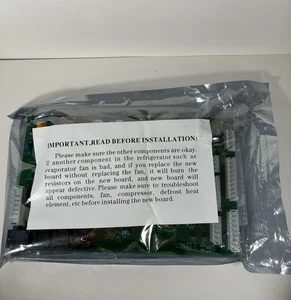 IMPORTANT,READ BEFORE INSTALLATION:
Please make sure the other components are okay.
If another component in the refrigerator such as
evaporator fan is bad, and if you replace the new
board without replacing the fan, it will burn the
resistors on the new board, and new board will
appear defective. Please make sure to troubleshoot
all components, fan, compressor, defrost heat
element, etc before installing the new board.